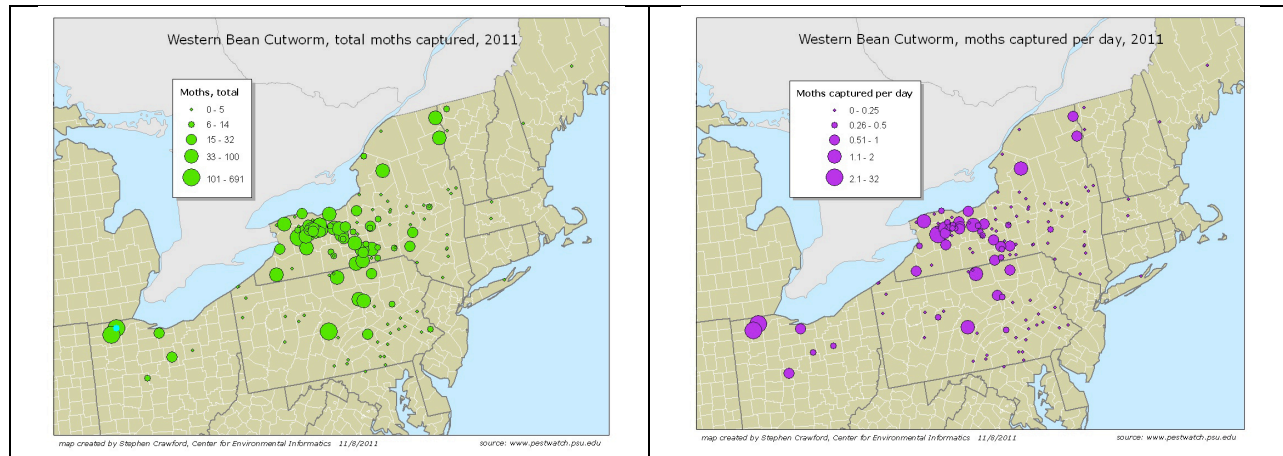 Western Bean Cutworm, total moths captured, 2011
Moths, total
0 - 5
6 - 14
15 - 32
33 - 100
101 - 691
map created by Stephen Crawford, Center for Environmental Informatics 11/8/2011
source: www.pestwatch.psu.edu
Western Bean Cutworm, moths captured per day, 2011
Moths captured per day
0 - 0.25
0.26 - 0.5
0.51 - 1
1.1 - 2
2.1 - 32
map created by Stephen Crawford, Center for Environmental Informatics 11/8/2011
source: www.pestwatch.psu.edu